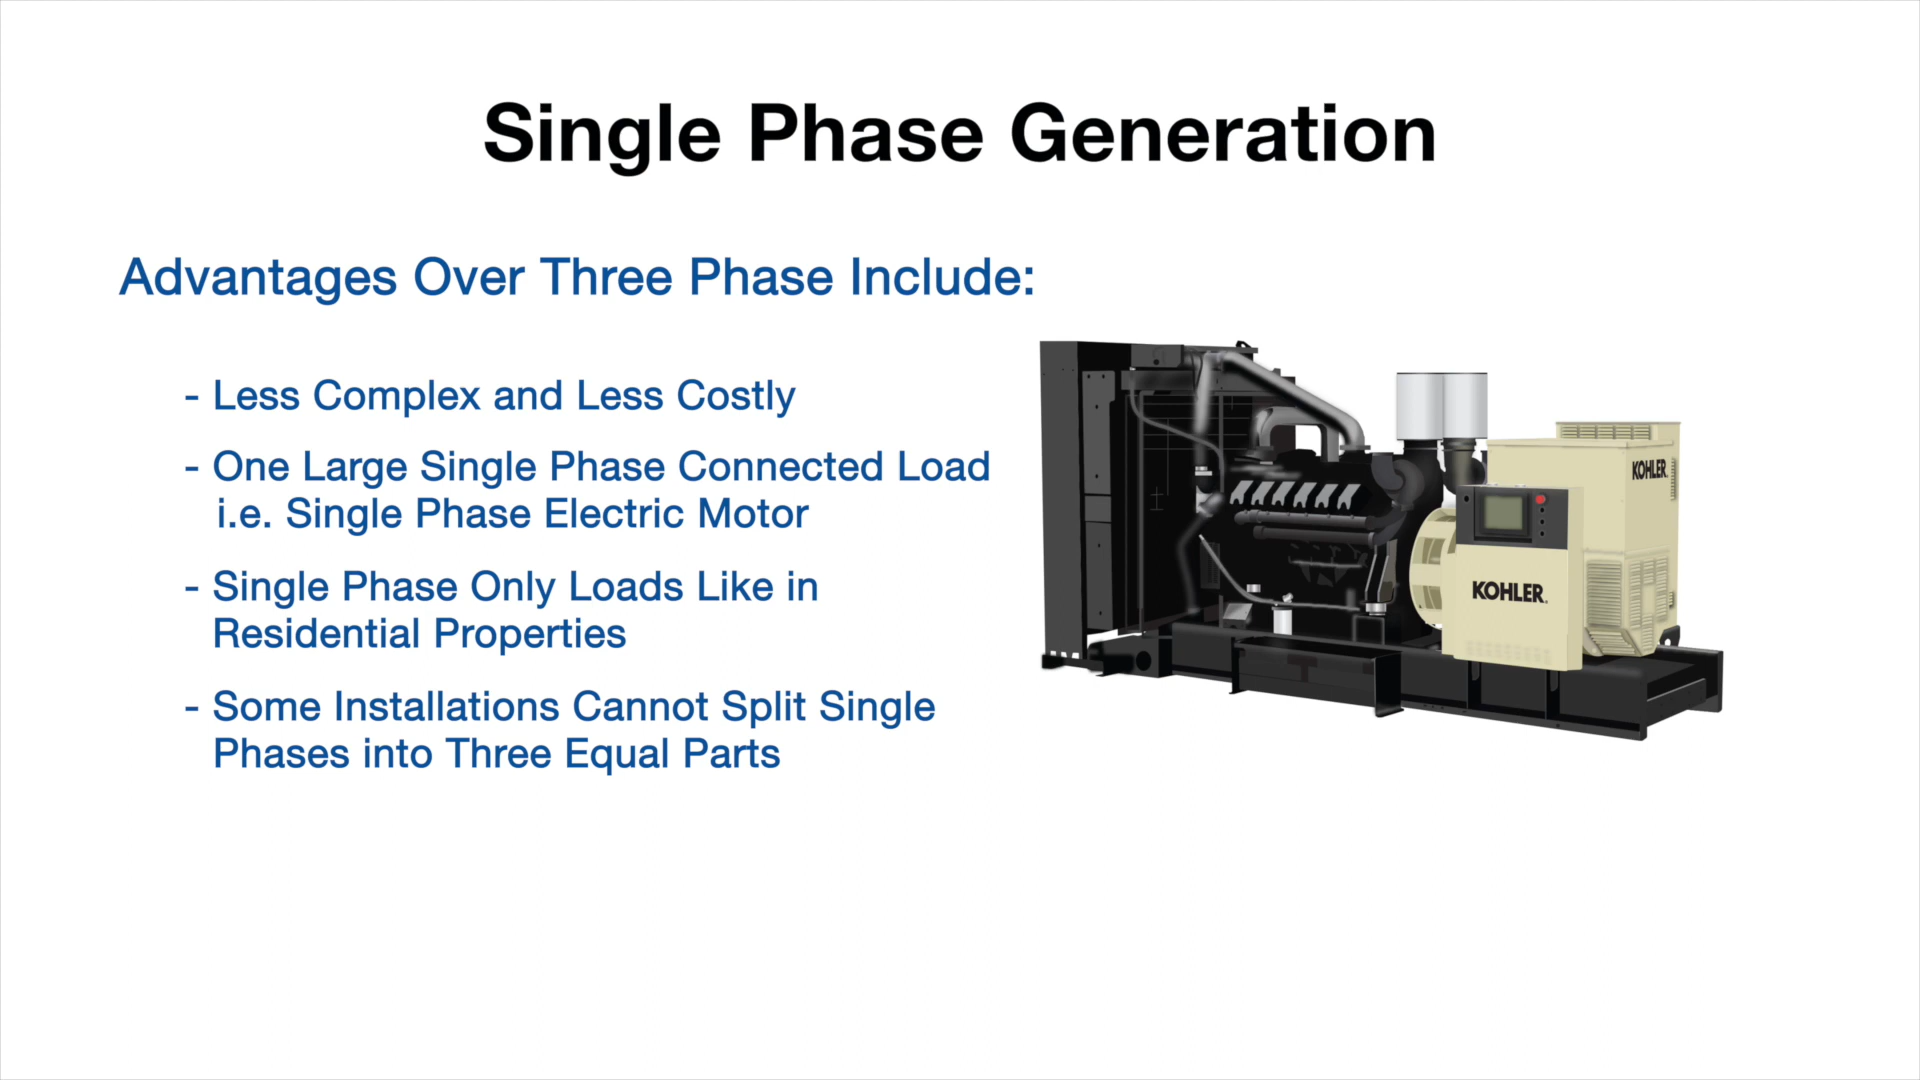 Single Phase Generation
Advantages Over Three Phase Include:
- Less Complex and Less Costly
- One Large Single Phase Connected Load
i.e. Single Phase Electric Motor
- Single Phase Only Loads Like in
Residential Properties
- Some Installations Cannot Split Single
Phases into Three Equal Parts
KOHLER.
KOHLER.